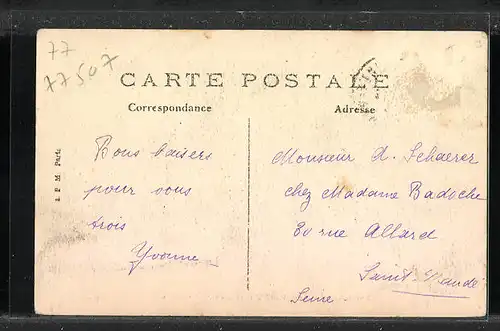 77
77507
CARTE POSTALE
Correspondance
Adresse
Bons baisers
pour vous
trois
Yvonne
Monsieur A. Schaerer
chez Madame Badoche
80 rue Allard
Saint-Mandé
Seine.
P M Paris